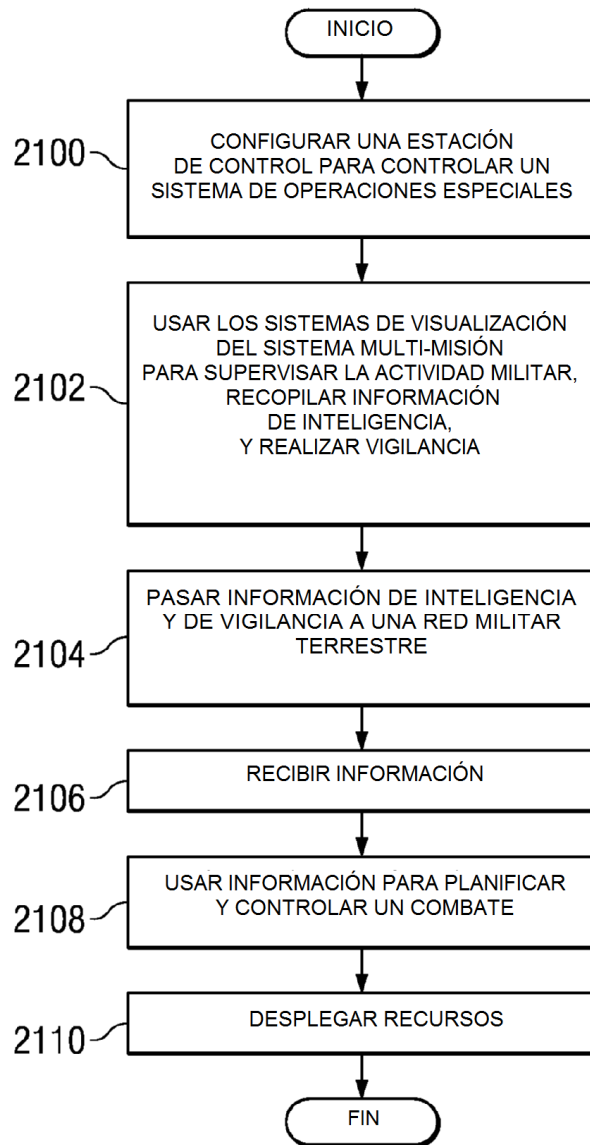 INICIO
2100
CONFIGURAR UNA ESTACIÓN
DE CONTROL PARA CONTROLAR UN
SISTEMA DE OPERACIONES ESPECIALES
2102
USAR LOS SISTEMAS DE VISUALIZACIÓN
DEL SISTEMA MULTI-MISIÓN
PARA SUPERVISAR LA ACTIVIDAD MILITAR,
RECOPILAR INFORMACIÓN
DE INTELIGENCIA,
Y REALIZAR VIGILANCIA
2104
PASAR INFORMACIÓN DE INTELIGENCIA
Y DE VIGILANCIA A UNA RED MILITAR
TERRESTRE
2106
RECIBIR INFORMACIÓN
2108
USAR INFORMACIÓN PARA PLANIFICAR
Y CONTROLAR UN COMBATE
2110
DESPLEGAR RECURSOS
FIN